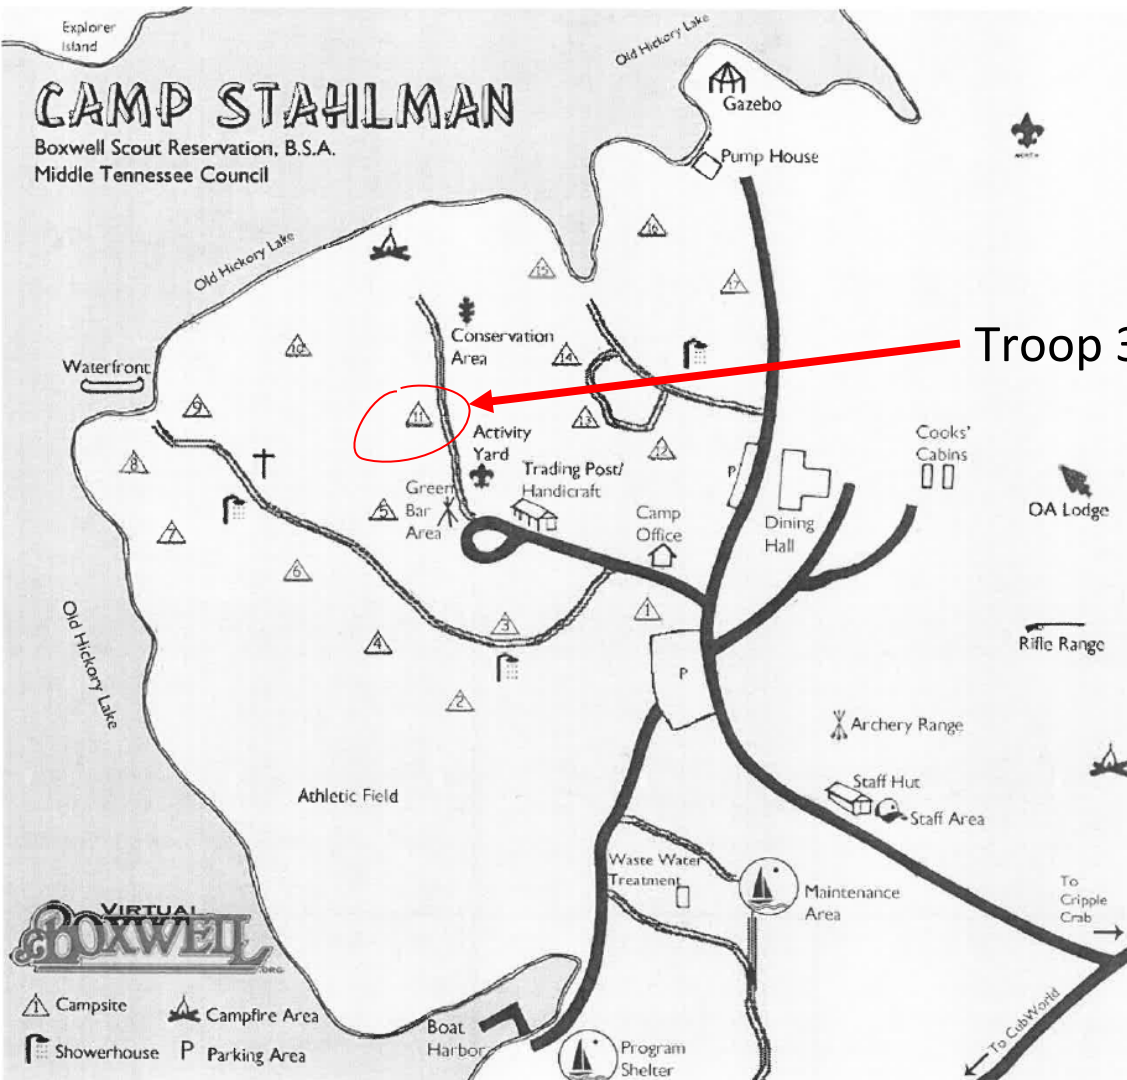 Explorer
Island
Old Hickory Lake
CAMP STAHLMAN
Boxwell Scout Reservation, B.S.A.
Middle Tennessee Council
Gazebo
NORTH
Pump House
16
Old Hickory Lake
15
17
Conservation
Area
10
14
Troop 3
Waterfront
9
11
13
Activity
Yard
12
Cooks'
Cabins
8
Trading Post/
Handicraft
P
Green
Bar
Area
5
Camp
Office
Dining
Hall
OA Lodge
7
6
1
Old Hickory Lake
3
4
Rifle Range
P
2
Archery Range
Athletic Field
Staff Hut
Staff Area
Waste Water
Treatment
Maintenance
Area
To
Cripple
Crab
VIRTUAL
BOXWELL
.ORG
1 Campsite
Campfire Area
Showerhouse
P Parking Area
Boat
Harbor
Program
Shelter
To CubWorld